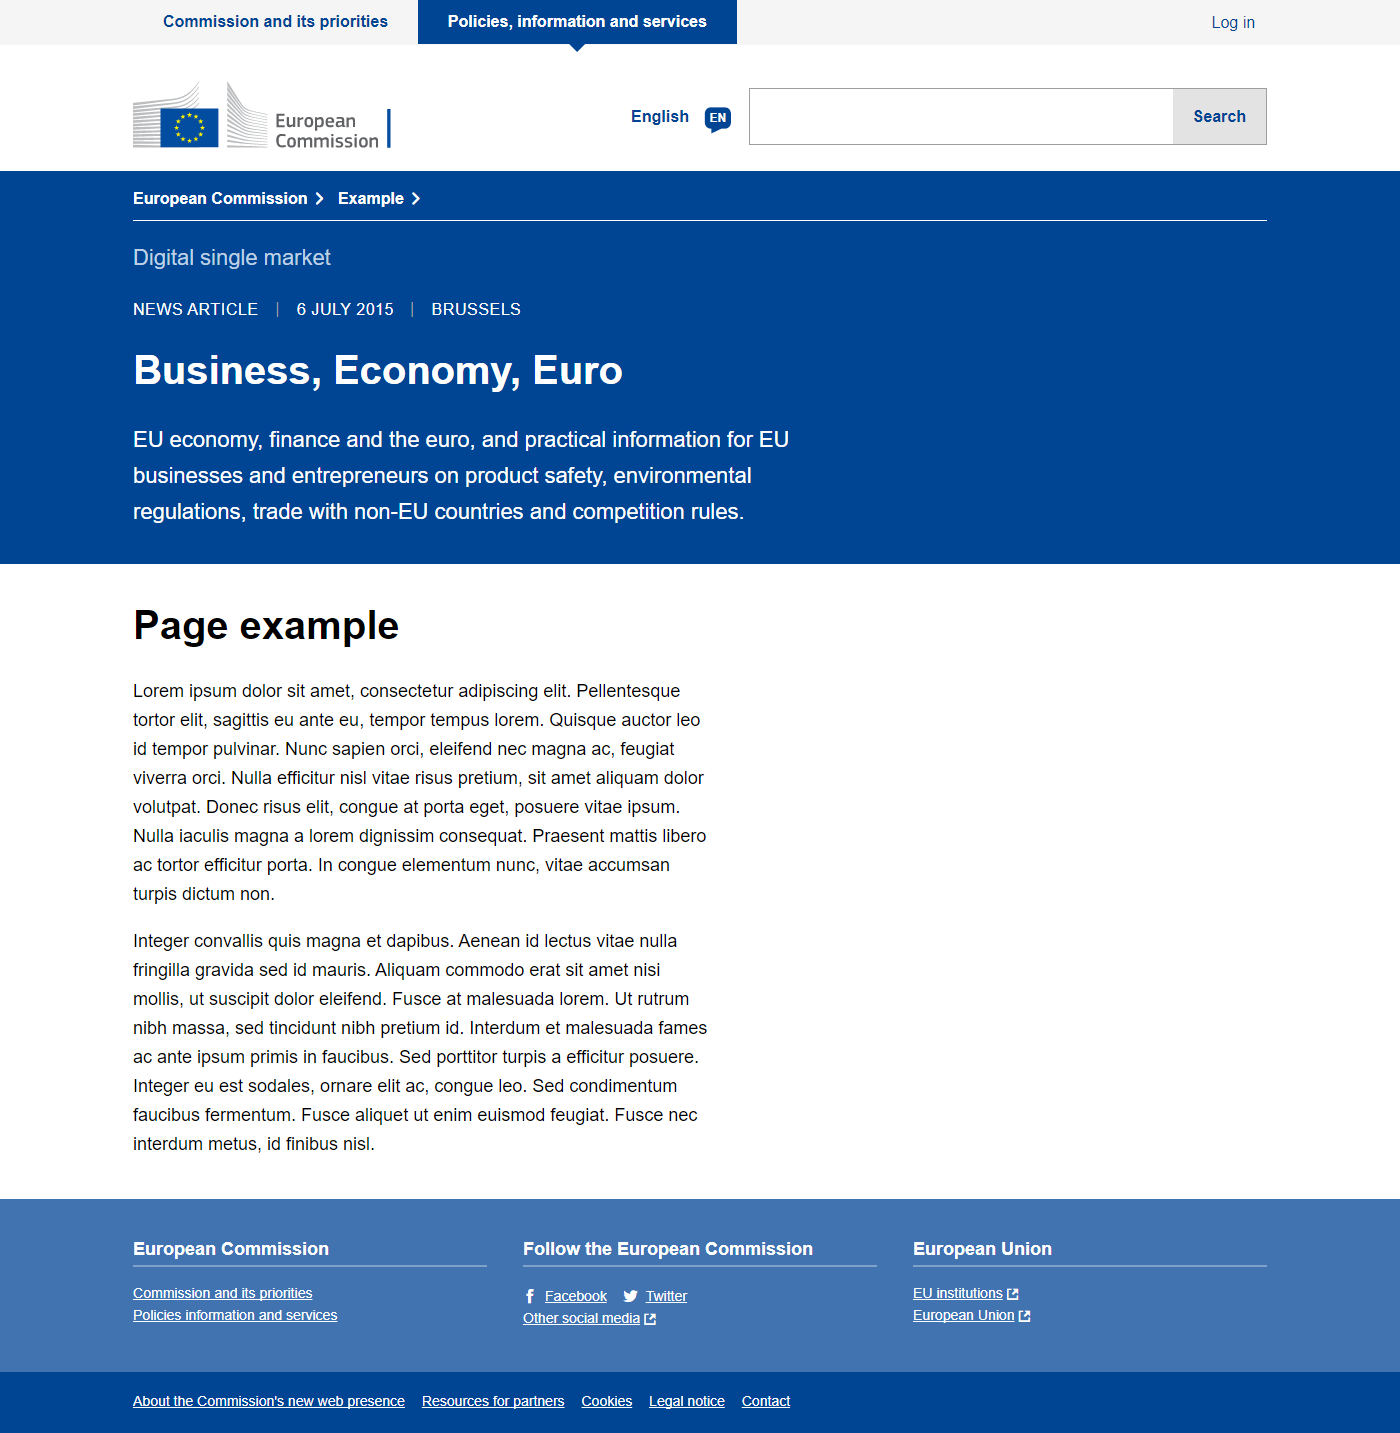 Commission and its priorities
Policies, information and services
Log in
European
Commission
English
EN
Search
European Commission
Example
Digital single market
NEWS ARTICLE | 6 JULY 2015 | BRUSSELS
Business, Economy, Euro
EU economy, finance and the euro, and practical information for EU
businesses and entrepreneurs on product safety, environmental
regulations, trade with non-EU countries and competition rules.
Page example
Lorem ipsum dolor sit amet, consectetur adipiscing elit. Pellentesque
tortor elit, sagittis eu ante eu, tempor tempus lorem. Quisque auctor leo
id tempor pulvinar. Nunc sapien orci, eleifend nec magna ac, feugiat
viverra orci. Nulla efficitur nisl vitae risus pretium, sit amet aliquam dolor
volutpat. Donec risus elit, congue at porta eget, posuere vitae ipsum.
Nulla iaculis magna a lorem dignissim consequat. Praesent mattis libero
ac tortor efficitur porta. In congue elementum nunc, vitae accumsan
turpis dictum non.
Integer convallis quis magna et dapibus. Aenean id lectus vitae nulla
fringilla gravida sed id mauris. Aliquam commodo erat sit amet nisi
mollis, ut suscipit dolor eleifend. Fusce at malesuada lorem. Ut rutrum
nibh massa, sed tincidunt nibh pretium id. Interdum et malesuada fames
ac ante ipsum primis in faucibus. Sed porttitor turpis a efficitur posuere.
Integer eu est sodales, ornare elit ac, congue leo. Sed condimentum
faucibus fermentum. Fusce aliquet ut enim euismod feugiat. Fusce nec
interdum metus, id finibus nisl.
European Commission
Commission and its priorities
Policies information and services
Follow the European Commission
Facebook
Twitter
Other social media
European Union
EU institutions
European Union
About the Commission's new web presence
Resources for partners
Cookies
Legal notice
Contact